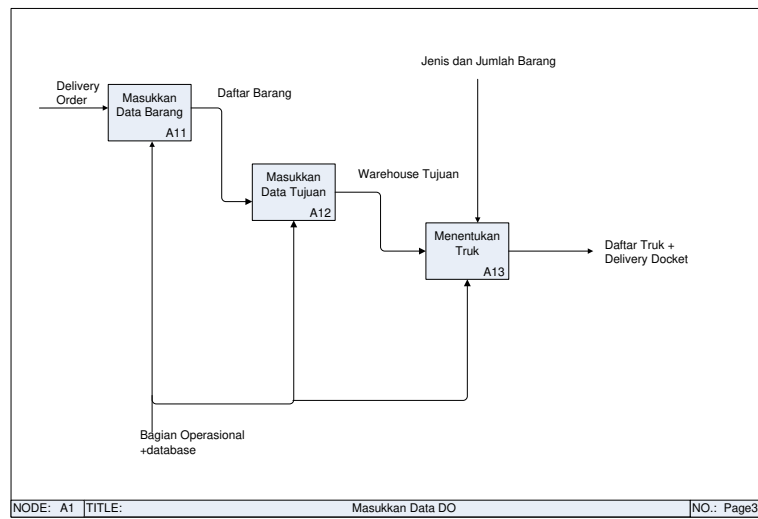 Jenis dan Jumlah Barang
Delivery
Order
Masukkan
Data Barang
A11
Daftar Barang
Masukkan
Data Tujuan
A12
Warehouse Tujuan
Menentukan
Truk
A13
Daftar Truk +
Delivery Docket
Bagian Operasional
+database
NODE: A1 TITLE: Masukkan Data DO NO.: Page3